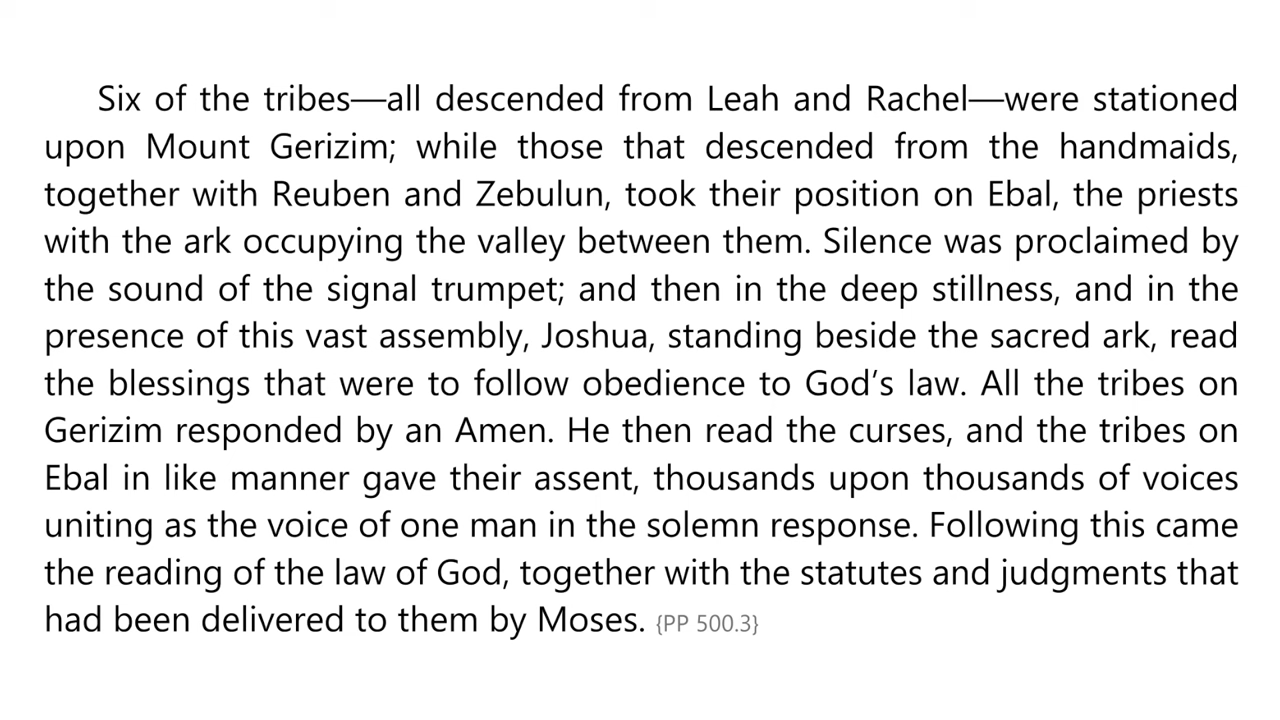 Six of the tribes—all descended from Leah and Rachel—were stationed
upon Mount Gerizim; while those that descended from the handmaids,
together with Reuben and Zebulun, took their position on Ebal, the priests
with the ark occupying the valley between them. Silence was proclaimed by
the sound of the signal trumpet; and then in the deep stillness, and in the
presence of this vast assembly, Joshua, standing beside the sacred ark, read
the blessings that were to follow obedience to God’s law. All the tribes on
Gerizim responded by an Amen. He then read the curses, and the tribes on
Ebal in like manner gave their assent, thousands upon thousands of voices
uniting as the voice of one man in the solemn response. Following this came
the reading of the law of God, together with the statutes and judgments that
had been delivered to them by Moses. {PP 500.3}